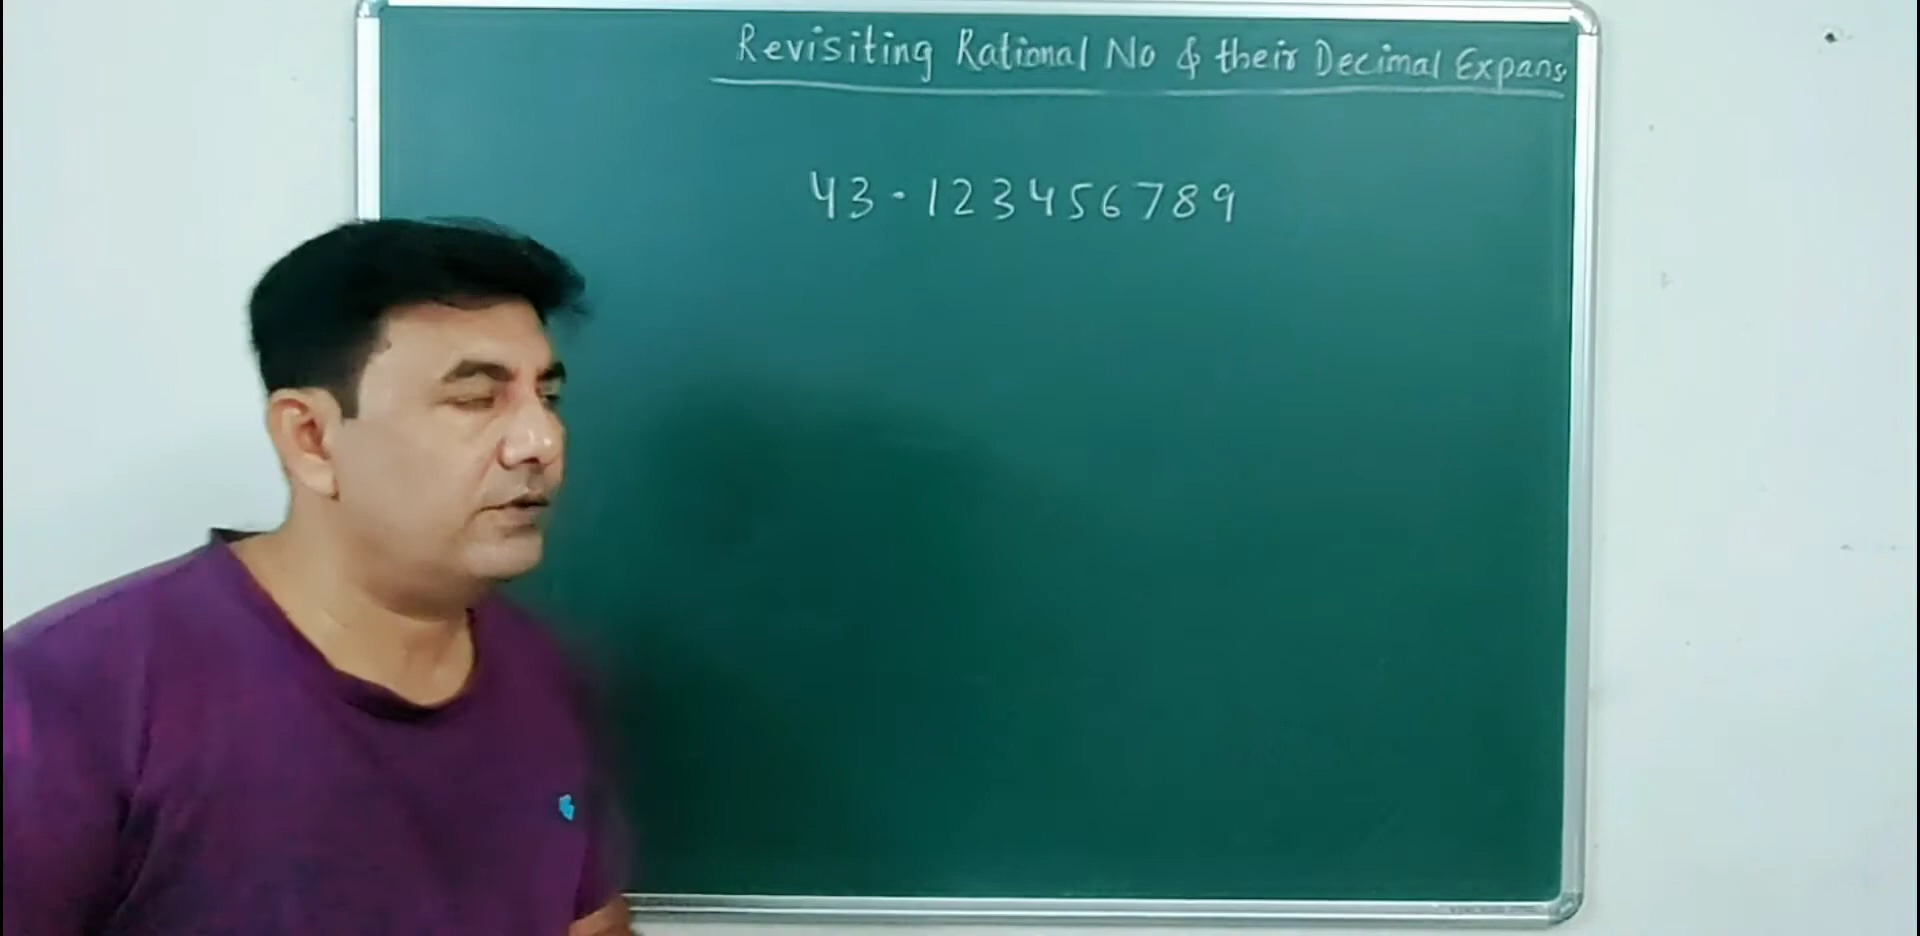 Revisiting Rational No & their Decimal Expans
43.123456789